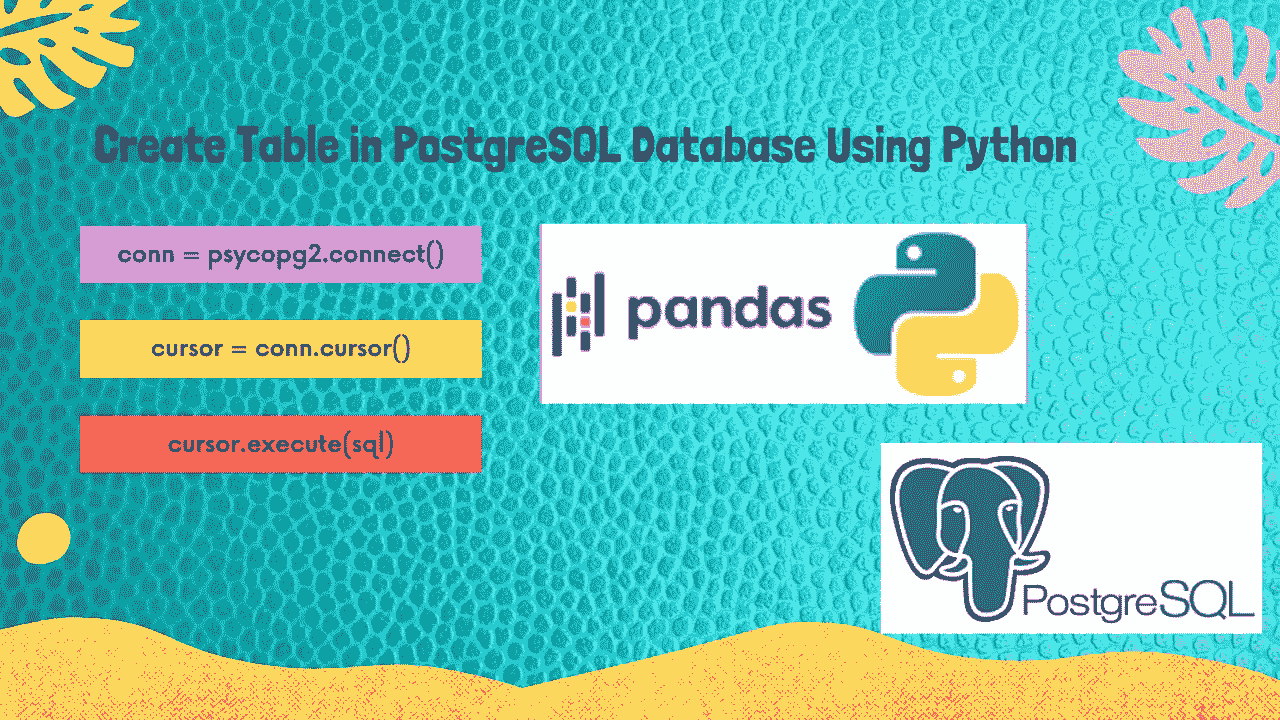 Create Table in PostgreSQL Database Using Python
conn = psycopg2.connect()
cursor = conn.cursor()
cursor.execute(sql)
pandas
PostgreSQL